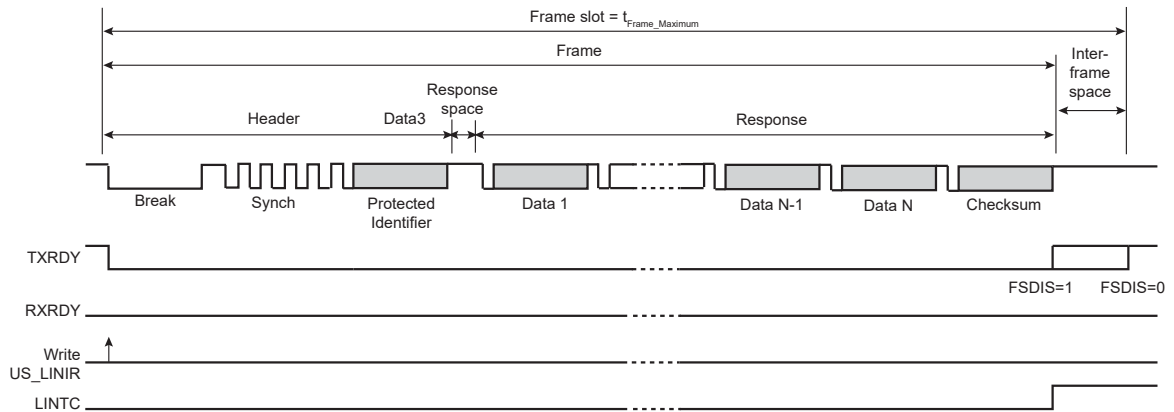 Frame slot = tFrame_Maximum
Frame
Inter-
frame
space
Response
space
Header
Data3
Response
Break
Synch
Protected
Identifier
Data 1
Data N-1
Data N
Checksum
TXRDY
FSDIS=1
FSDIS=0
RXRDY
Write
US_LINIR
LINTC